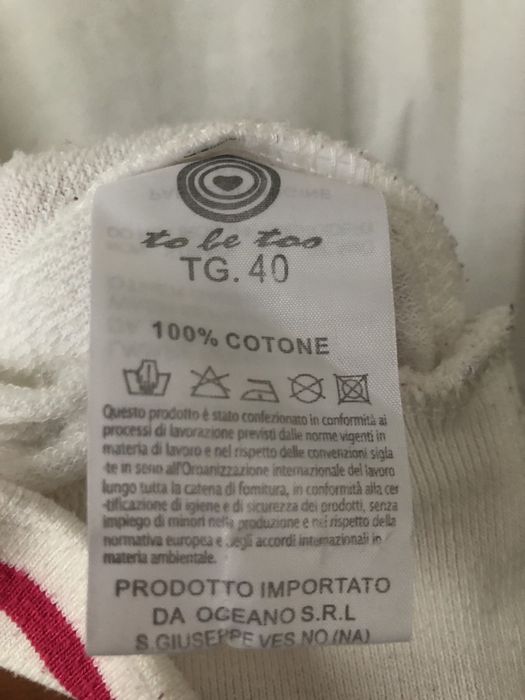 to be too
TG. 40
100% COTONE
Questo prodotto è stato confezionato in conformità ai
processi di lavorazione previsti dalle norme vigenti in
materia di lavoro e nel rispetto delle convenzioni sigla
-te in seno all'Organizzazione internazionale del lavoro
lungo tutta la catena di fornitura, in conformità alla cer
-tificazione di igiene e di sicurezza dei prodotti, senza
impiego di minori nella produzione e nel rispetto della
normativa europea e degli accordi internazionali in
materia ambientale.
PRODOTTO IMPORTATO
DA OCEANO S.R.L
S.GIUSEPPE VES.NO.(NA)